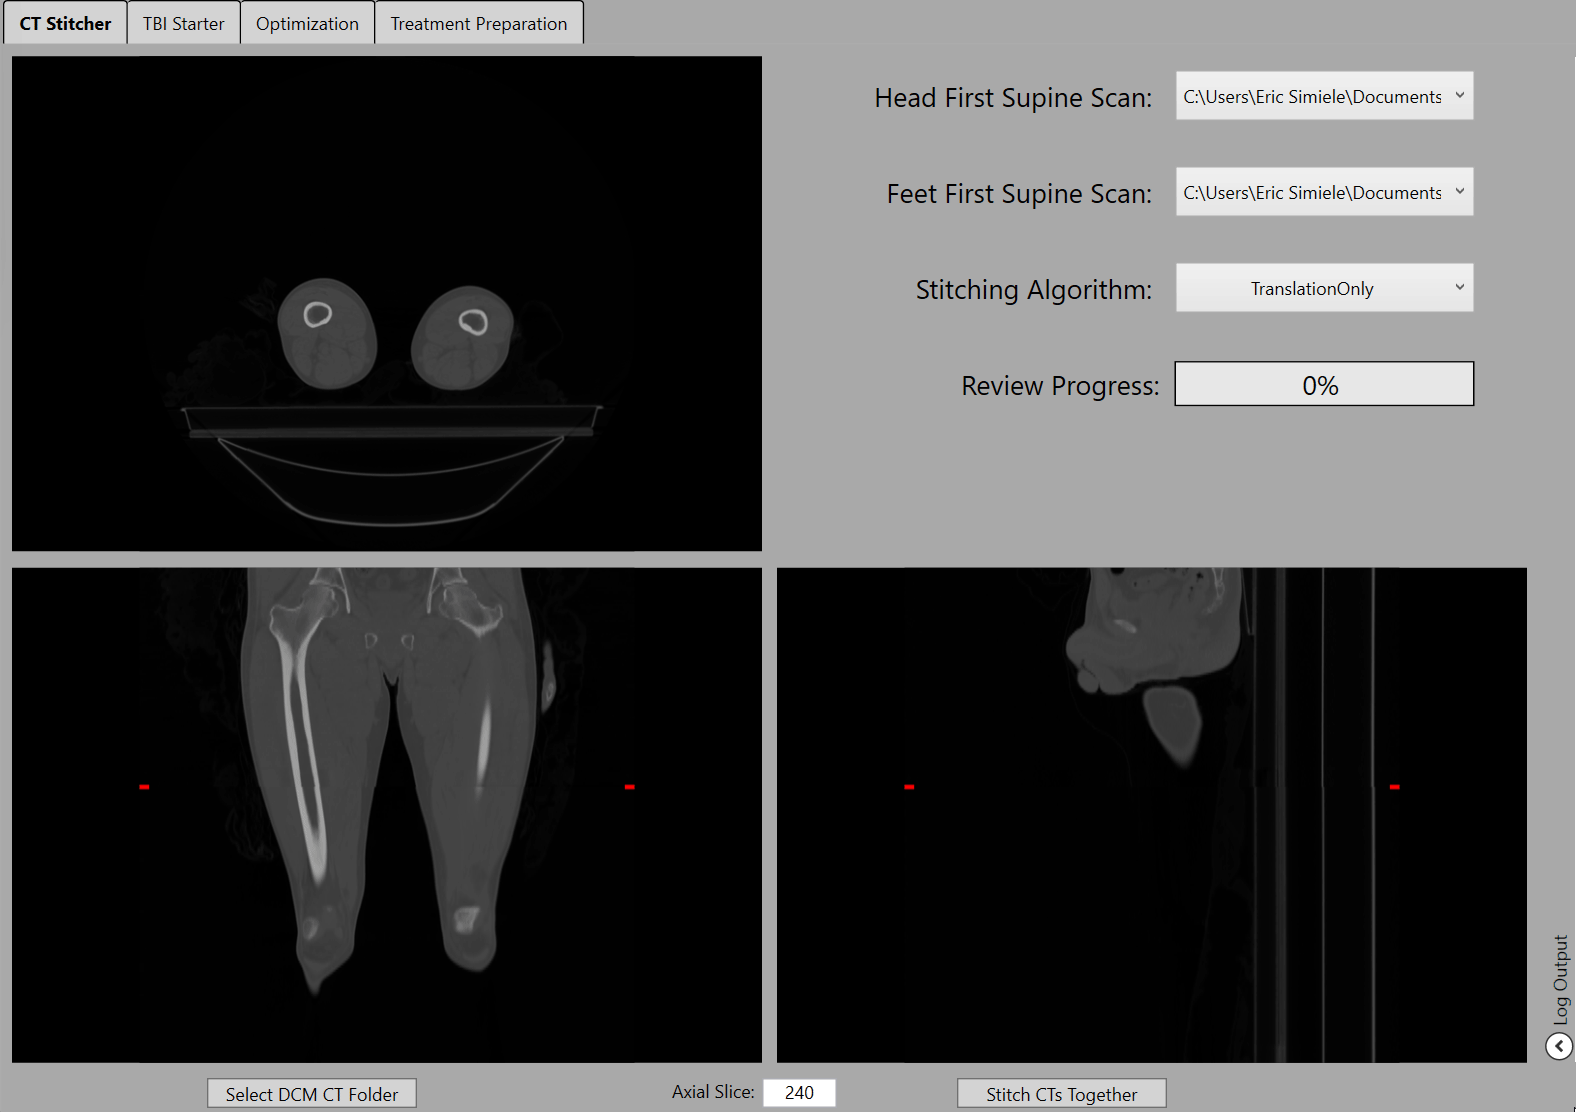 CT Stitcher TBI Starter Optimization Treatment Preparation
Head First Supine Scan: C:\Users\Eric Simiele\Documents
Feet First Supine Scan: C:\Users\Eric Simiele\Documents
Stitching Algorithm: TranslationOnly
Review Progress: 0%
Log Output
Select DCM CT Folder Axial Slice: 240 Stitch CTs Together